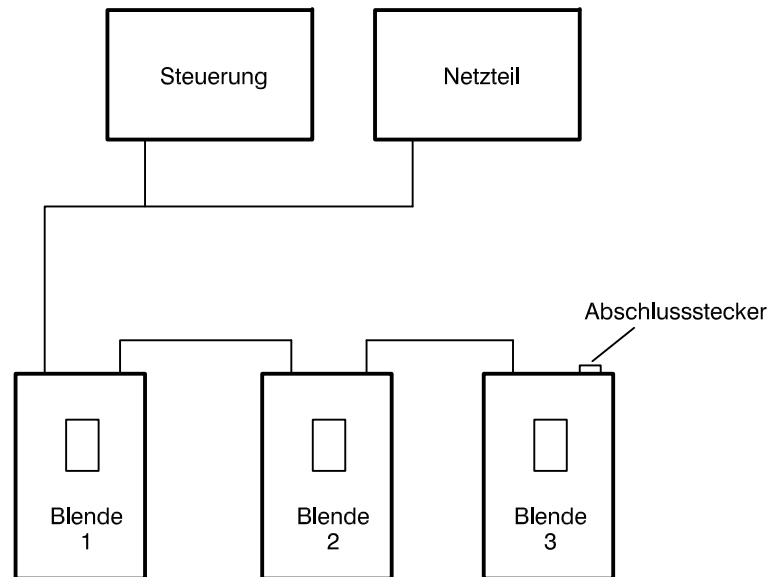 Steuerung
Netzteil
Abschlussstecker
Blende
1
Blende
2
Blende
3